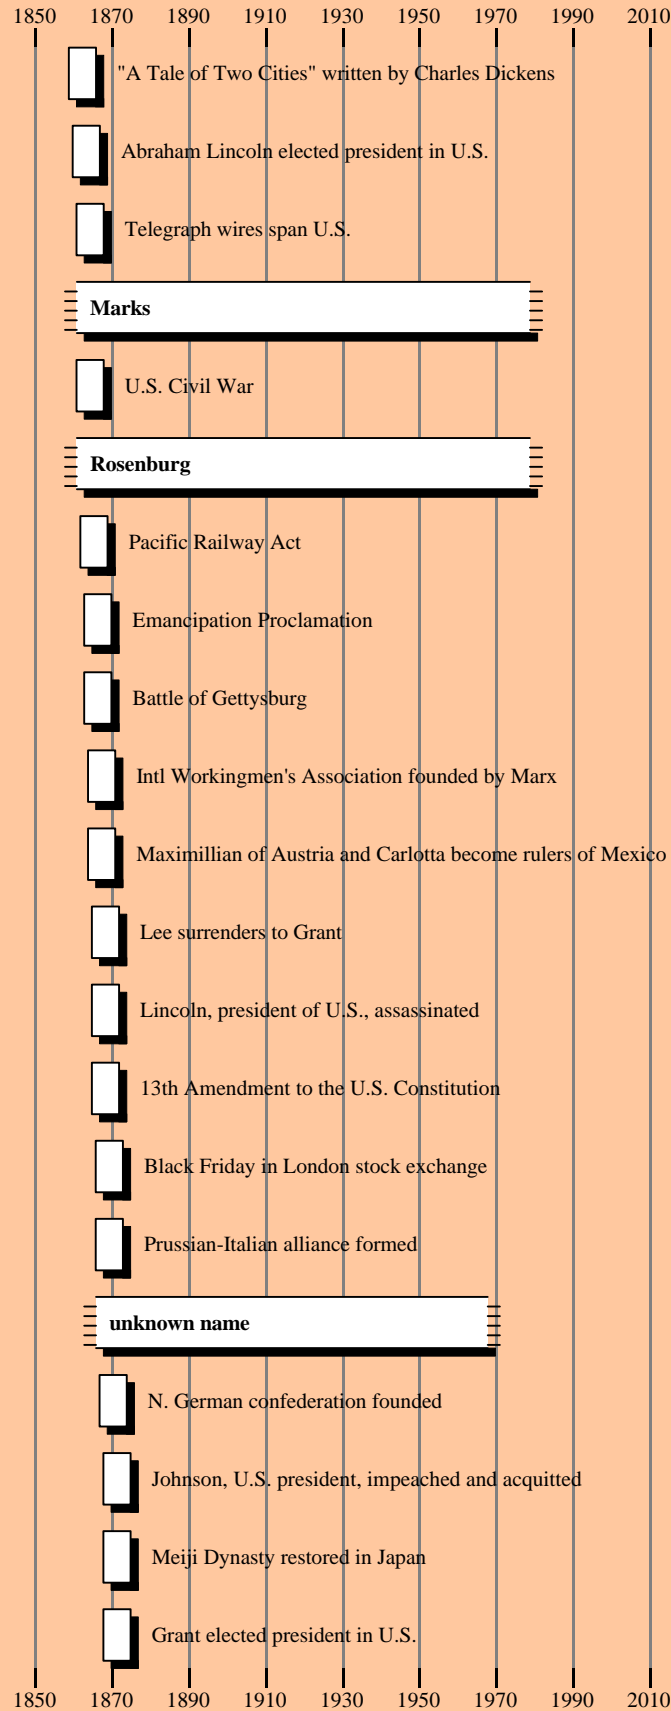 1850 1870 1890 1910 1930 1950 1970 1990 2010
"A Tale of Two Cities" written by Charles Dickens
Abraham Lincoln elected president in U.S.
Telegraph wires span U.S.
Marks
U.S. Civil War
Rosenburg
Pacific Railway Act
Emancipation Proclamation
Battle of Gettysburg
Intl Workingmen's Association founded by Marx
Maximillian of Austria and Carlotta become rulers of Mexico
Lee surrenders to Grant
Lincoln, president of U.S., assassinated
13th Amendment to the U.S. Constitution
Black Friday in London stock exchange
Prussian-Italian alliance formed
unknown name
N. German confederation founded
Johnson, U.S. president, impeached and acquitted
Meiji Dynasty restored in Japan
Grant elected president in U.S.
1850 1870 1890 1910 1930 1950 1970 1990 2010